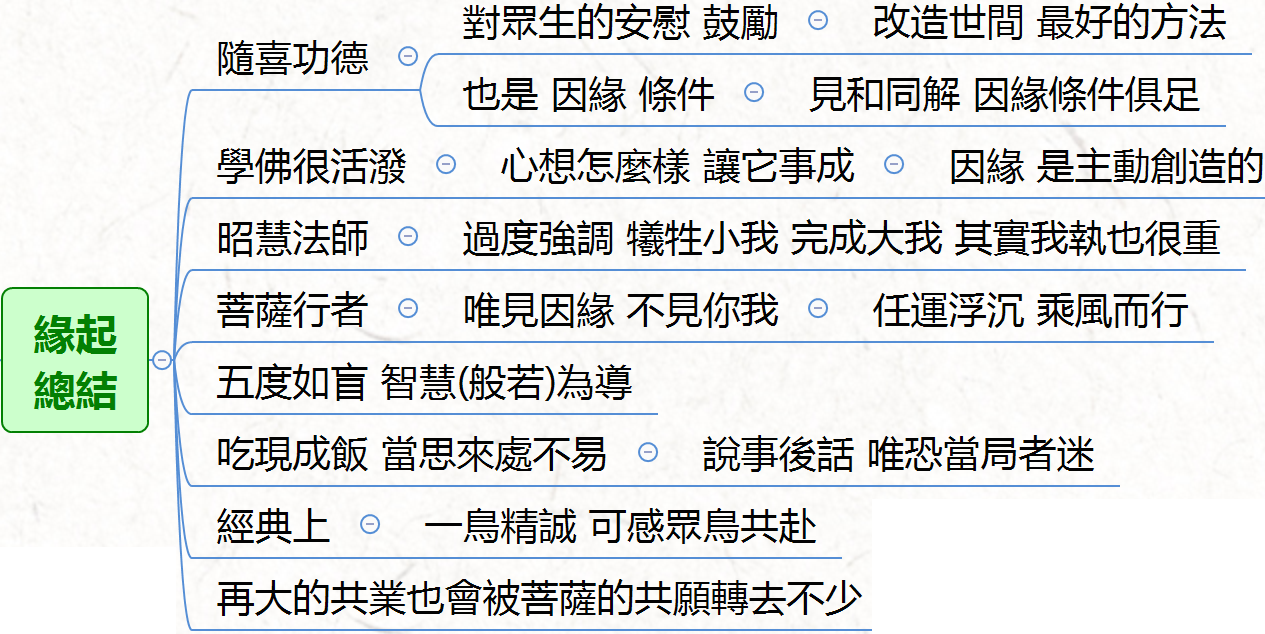 對眾生的安慰 鼓勵 改造世間 最好的方法
隨喜功德
也是 因緣 條件 見和同解 因緣條件俱足
學佛很活潑 心想怎麼樣 讓它事成 因緣 是主動創造的
昭慧法師 過度強調 犧牲小我 完成大我 其實我執也很重
菩薩行者 唯見因緣 不見你我 任運浮沉 乘風而行
緣起
總結
五度如盲 智慧(般若)為導
吃現成飯 當思來處不易 說事後話 唯恐當局者迷
經典上 一鳥精誠 可感眾鳥共赴
再大的共業也會被菩薩的共願轉去不少